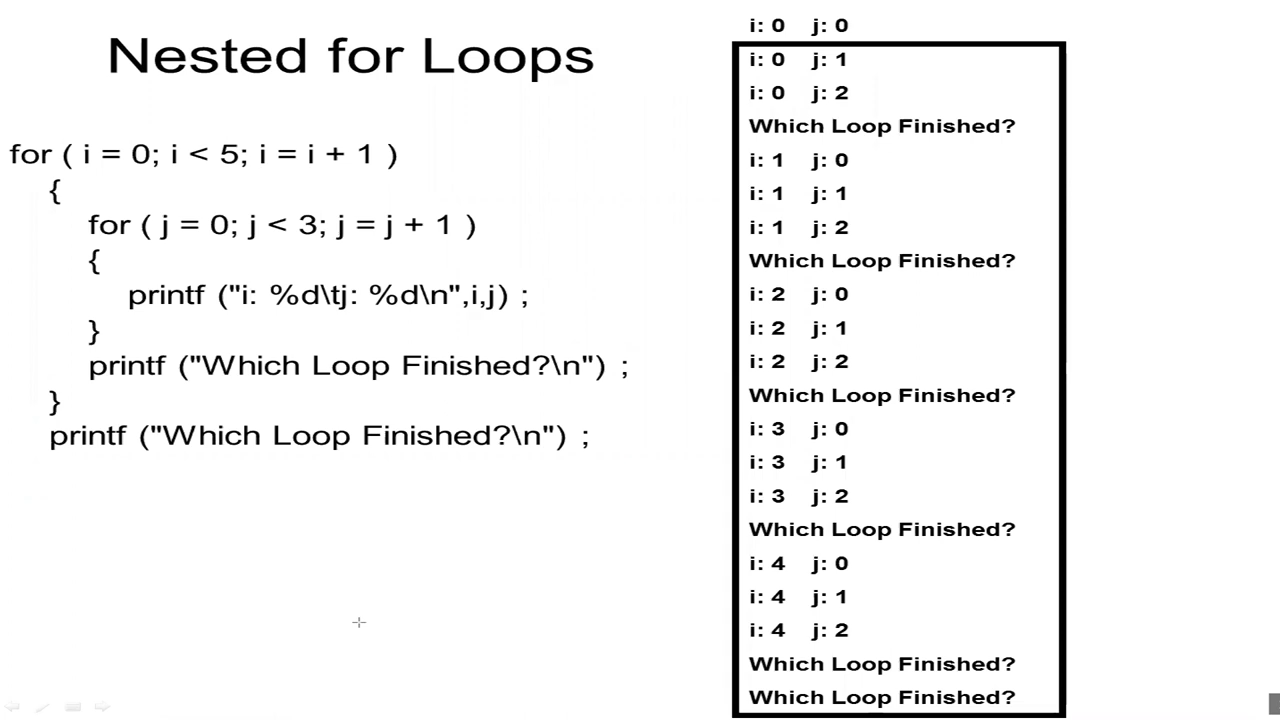 Nested for Loops
for ( i = 0; i < 5; i = i + 1 )
{
for ( j = 0; j < 3; j = j + 1 )
{
printf ("i: %d\tj: %d\n",i,j) ;
}
printf ("Which Loop Finished?\n") ;
}
printf ("Which Loop Finished?\n") ;
i: 0 j: 0
i: 0 j: 1
i: 0 j: 2
Which Loop Finished?
i: 1 j: 0
i: 1 j: 1
i: 1 j: 2
Which Loop Finished?
i: 2 j: 0
i: 2 j: 1
i: 2 j: 2
Which Loop Finished?
i: 3 j: 0
i: 3 j: 1
i: 3 j: 2
Which Loop Finished?
i: 4 j: 0
i: 4 j: 1
i: 4 j: 2
Which Loop Finished?
Which Loop Finished?